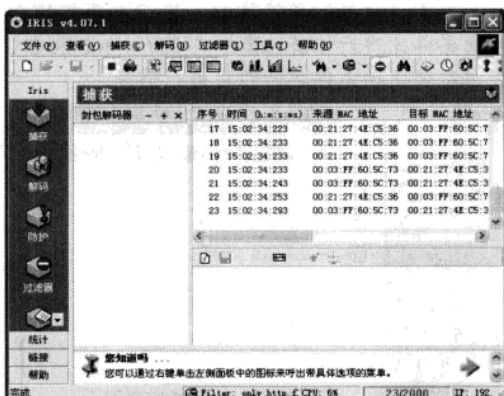 IRIS v4.07.1
文件(F) 查看(V) 捕获(C) 解码(D) 过滤器(I) 工具(T) 帮助(H)
Iris
捕获
捕获
解码
防护
过滤器
统计
链接
帮助
封包解码器 - + ×
序号 时间 (h:m:s:ms) 来源 MAC 地址 目标 MAC 地址
17 15:02:34:223 00:21:27:4E:C5:36 00:03:FF:60:5C:7
18 15:02:34:233 00:21:27:4E:C5:36 00:03:FF:60:5C:7
19 15:02:34:233 00:21:27:4E:C5:36 00:03:FF:60:5C:7
20 15:02:34:233 00:03:FF:60:5C:73 00:21:27:4E:C5:3
21 15:02:34:243 00:03:FF:60:5C:73 00:21:27:4E:C5:3
22 15:02:34:253 00:21:27:4E:C5:36 00:03:FF:60:5C:7
23 15:02:34:293 00:03:FF:60:5C:73 00:21:27:4E:C5:3
您知道吗 ...
您可以通过右键单击左侧面板中的图标来呼出带具体选项的菜单。
完成 Filter: only http.f CPU: 6% 23/2000 IP: 192